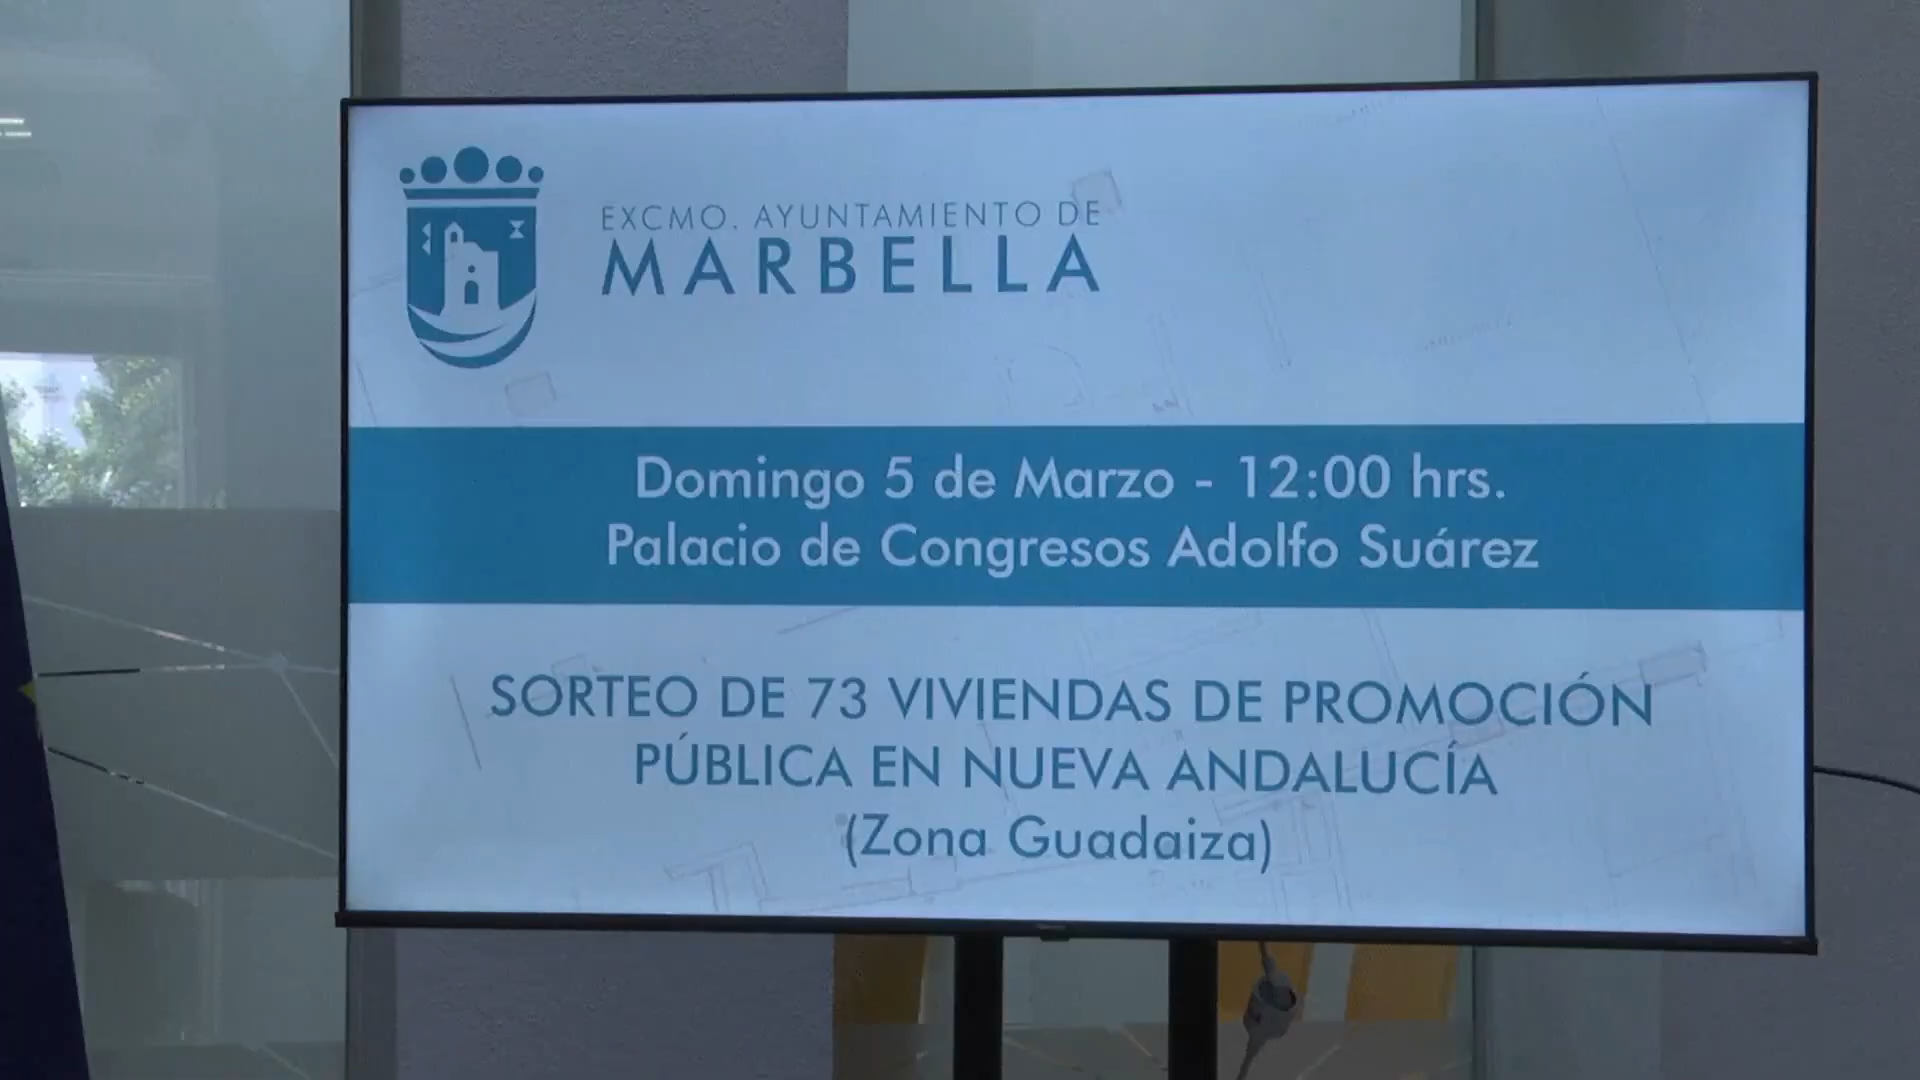 EXCMO. AYUNTAMIENTO DE
MARBELLA
Domingo 5 de Marzo - 12:00 hrs.
Palacio de Congresos Adolfo Suárez
SORTEO DE 73 VIVIENDAS DE PROMOCIÓN
PÚBLICA EN NUEVA ANDALUCÍA
(Zona Guadaiza)